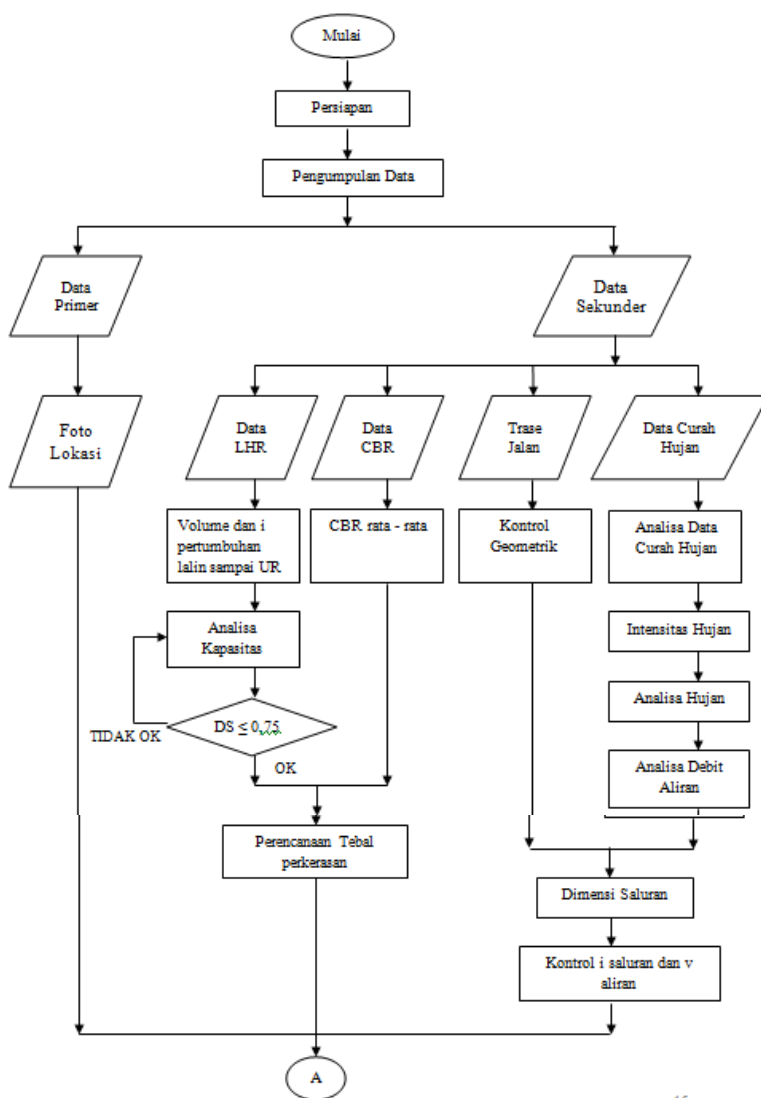 Mulai
Persiapan
Pengumpulan Data
Data
Primer
Data
Sekunder
Foto
Lokasi
Data
LHR
Data
CBR
Trase
Jalan
Data Curah
Hujan
Volume dan i
pertumbuhan
lalin sampai UR
CBR rata - rata
Kontrol
Geometrik
Analisa Data
Curah Hujan
Analisa
Kapasitas
Intensitas Hujan
Analisa Hujan
DS ≤ 0,75
TIDAK OK
OK
Analisa Debit
Aliran
Perencanaan Tebal
perkerasan
Dimensi Saluran
Kontrol i saluran dan v
aliran
A